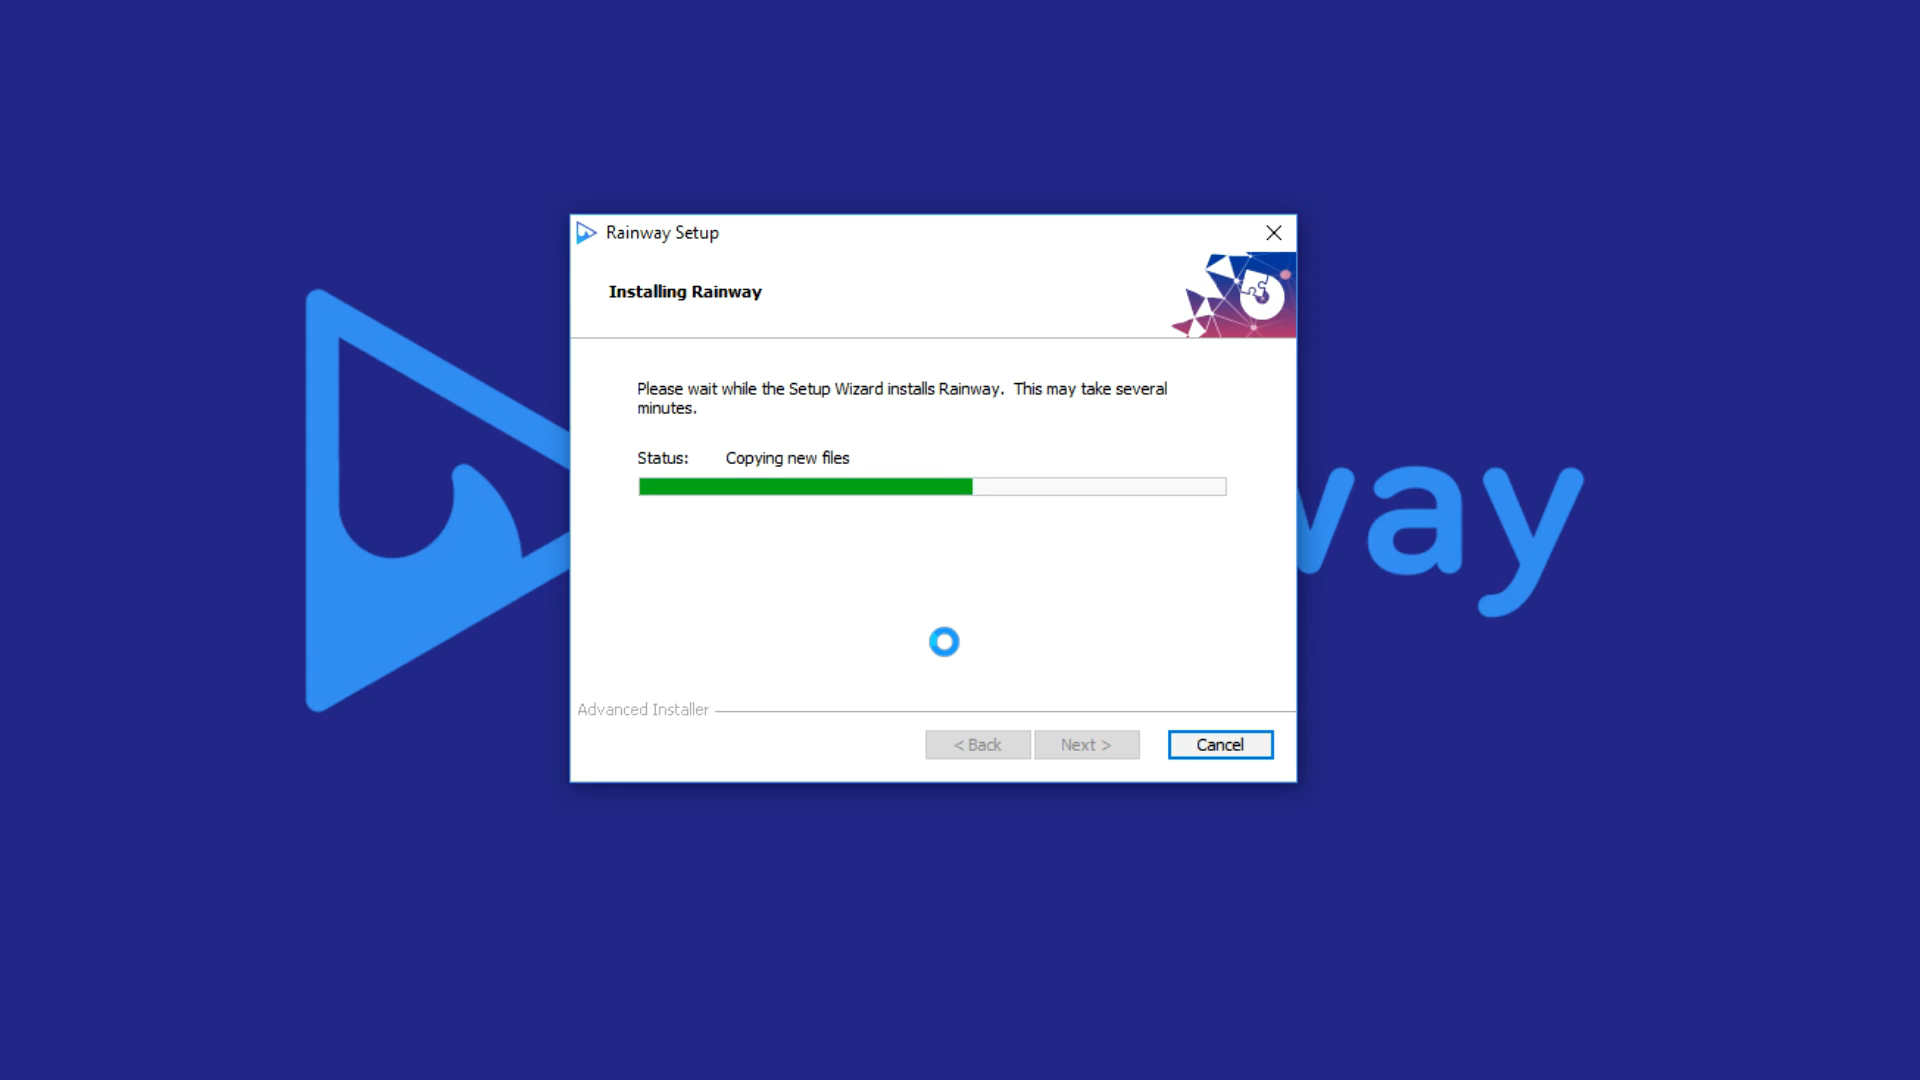 Rainway Setup
Installing Rainway
Please wait while the Setup Wizard installs Rainway. This may take several
minutes.
Status: Copying new files
way
Advanced Installer
< Back Next > Cancel